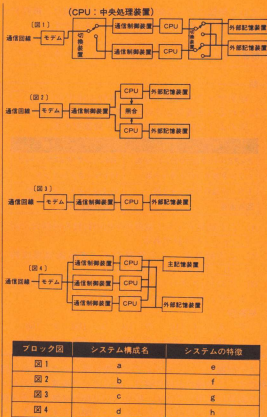 (CPU:中央処理装置)
〔図1〕
通信回線 モデム 切換装置 通信制御装置 CPU 切換装置 外部記憶装置
通信制御装置 CPU 外部記憶装置
〔図2〕
CPU 外部記憶装置
通信回線 モデム 通信制御装置 照合
CPU 外部記憶装置
〔図3〕
通信回線 モデム 通信制御装置 CPU 外部記憶装置
〔図4〕
通信制御装置 CPU 主記憶装置
通信回線 モデム 通信制御装置 CPU
通信制御装置 CPU 外部記憶装置
ブロック図 システム構成名 システムの特徴
図1 a e
図2 b f
図3 c g
図4 d h